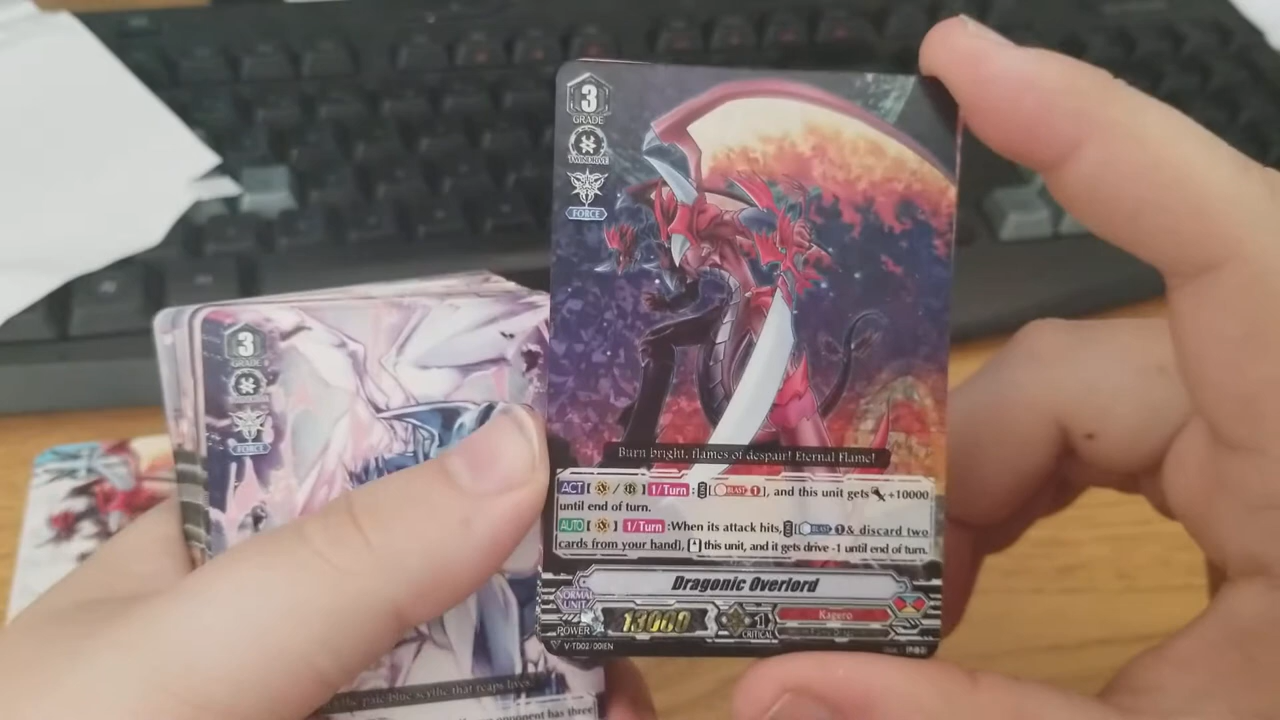 3
GRADE
TWINDRIVE
FORCE
Burn bright, flames of despair! Eternal Flame!
ACT [ / ] 1/Turn : [ BLAST 1 ], and this unit gets +10000
until end of turn.
AUTO [ ] 1/Turn :When its attack hits, [ BLAST 1 & discard two
cards from your hand], this unit, and it gets drive -1 until end of turn.
Dragonic Overlord
NORMAL
UNIT
POWER
13000
1
CRITICAL
Kagero
V-TD02/001EN
3
GRADE
FORCE
the pale blue scythe that reaps lives
opponent has three